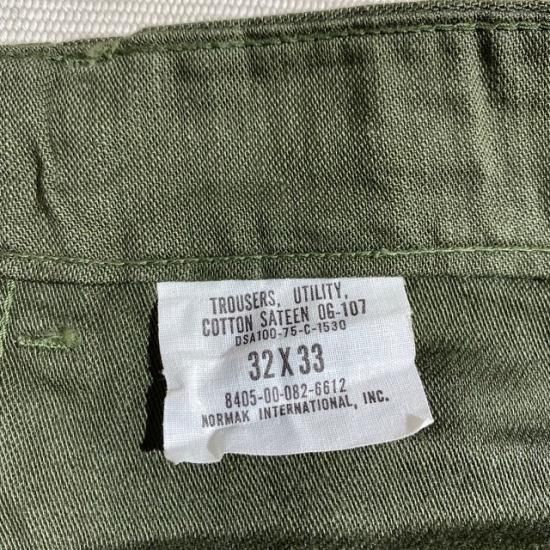 TROUSERS, UTILITY,
COTTON SATEEN OG-107
DSA100-75-C-1530
32X33
8405-00-082-6612
NORMAK INTERNATIONAL, INC.